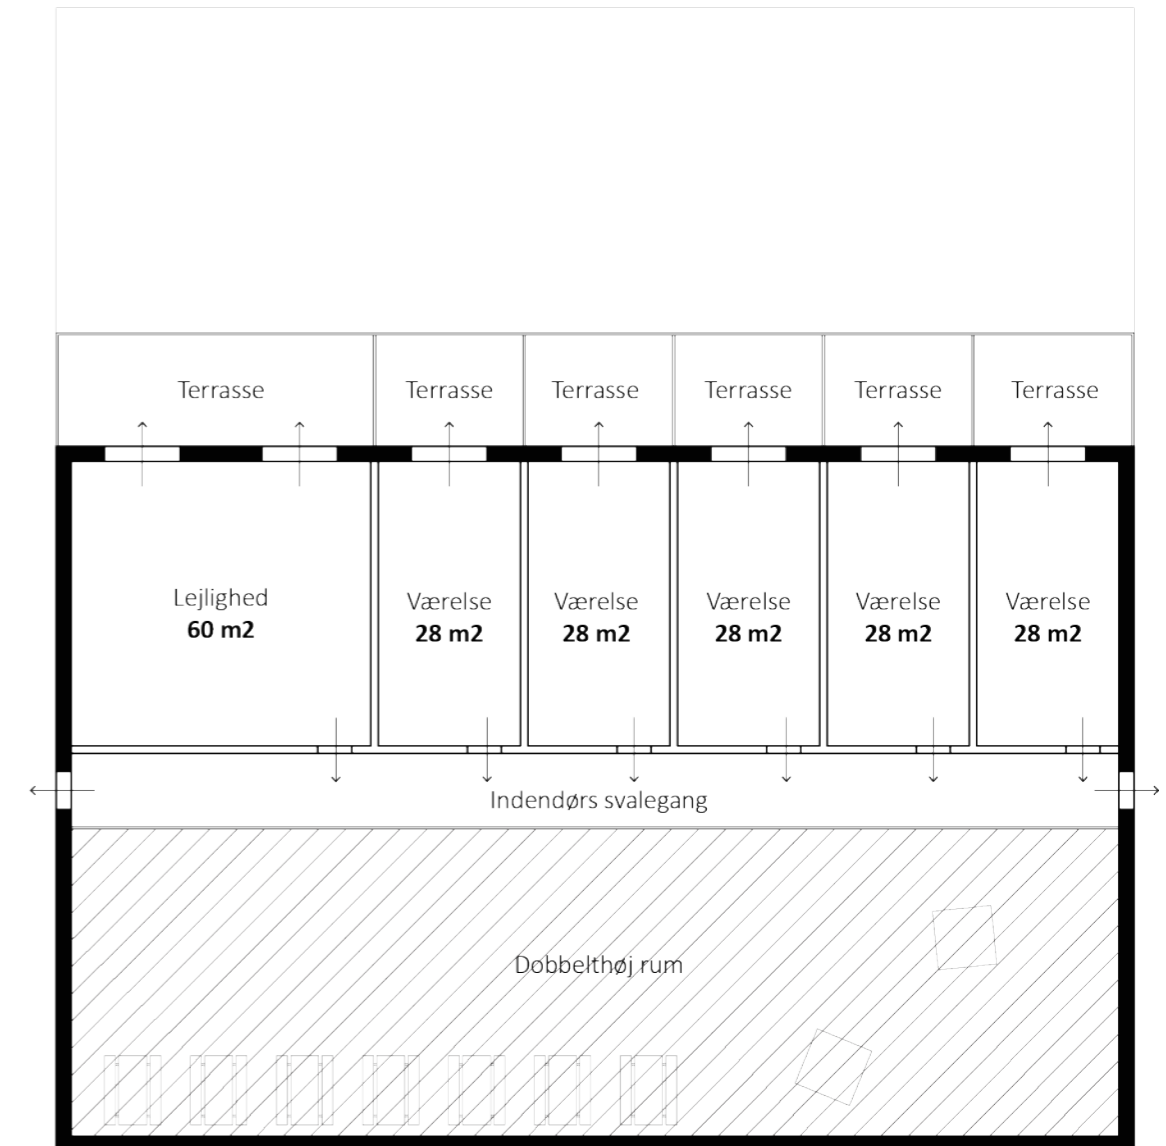 Terrasse
Terrasse
Terrasse
Terrasse
Terrasse
Terrasse
Lejlighed
60 m2
Værelse
28 m2
Værelse
28 m2
Værelse
28 m2
Værelse
28 m2
Værelse
28 m2
Indendørs svalegang
Dobbelthøj rum